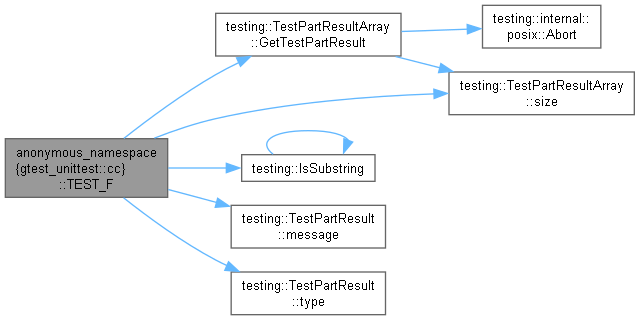 testing::TestPartResultArray
::GetTestPartResult
testing::internal::
posix::Abort
testing::TestPartResultArray
::size
anonymous_namespace
{gtest_unittest::cc}
::TEST_F
testing::IsSubstring
testing::TestPartResult
::message
testing::TestPartResult
::type